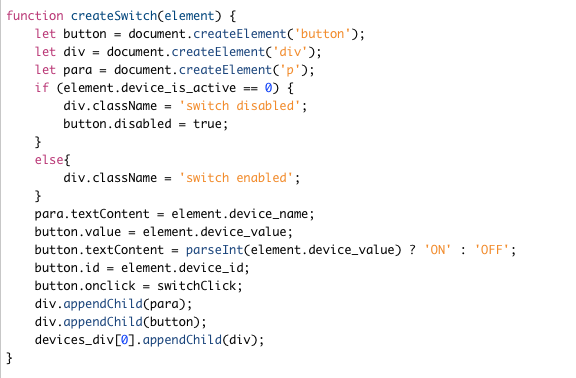 function createSwitch(element) {
    let button = document.createElement('button');
    let div = document.createElement('div');
    let para = document.createElement('p');
    if (element.device_is_active == 0) {
        div.className = 'switch disabled';
        button.disabled = true;
    }
    else{
        div.className = 'switch enabled';
    }
    para.textContent = element.device_name;
    button.value = element.device_value;
    button.textContent = parseInt(element.device_value) ? 'ON' : 'OFF';
    button.id = element.device_id;
    button.onclick = switchClick;
    div.appendChild(para);
    div.appendChild(button);
    devices_div[0].appendChild(div);
}